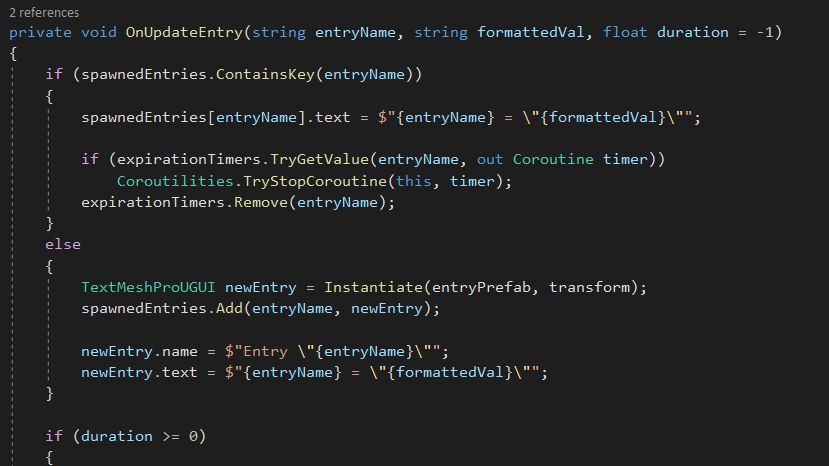 2 references
private void OnUpdateEntry(string entryName, string formattedVal, float duration = -1)
{
if (spawnedEntries.ContainsKey(entryName))
{
spawnedEntries[entryName].text = $"{entryName} = \"{formattedVal}\"";
if (expirationTimers.TryGetValue(entryName, out Coroutine timer))
Coroutilities.TryStopCoroutine(this, timer);
expirationTimers.Remove(entryName);
}
else
{
TextMeshProUGUI newEntry = Instantiate(entryPrefab, transform);
spawnedEntries.Add(entryName, newEntry);
newEntry.name = $"Entry \"{entryName}\"";
newEntry.text = $"{entryName} = \"{formattedVal}\"";
}
if (duration >= 0)
{